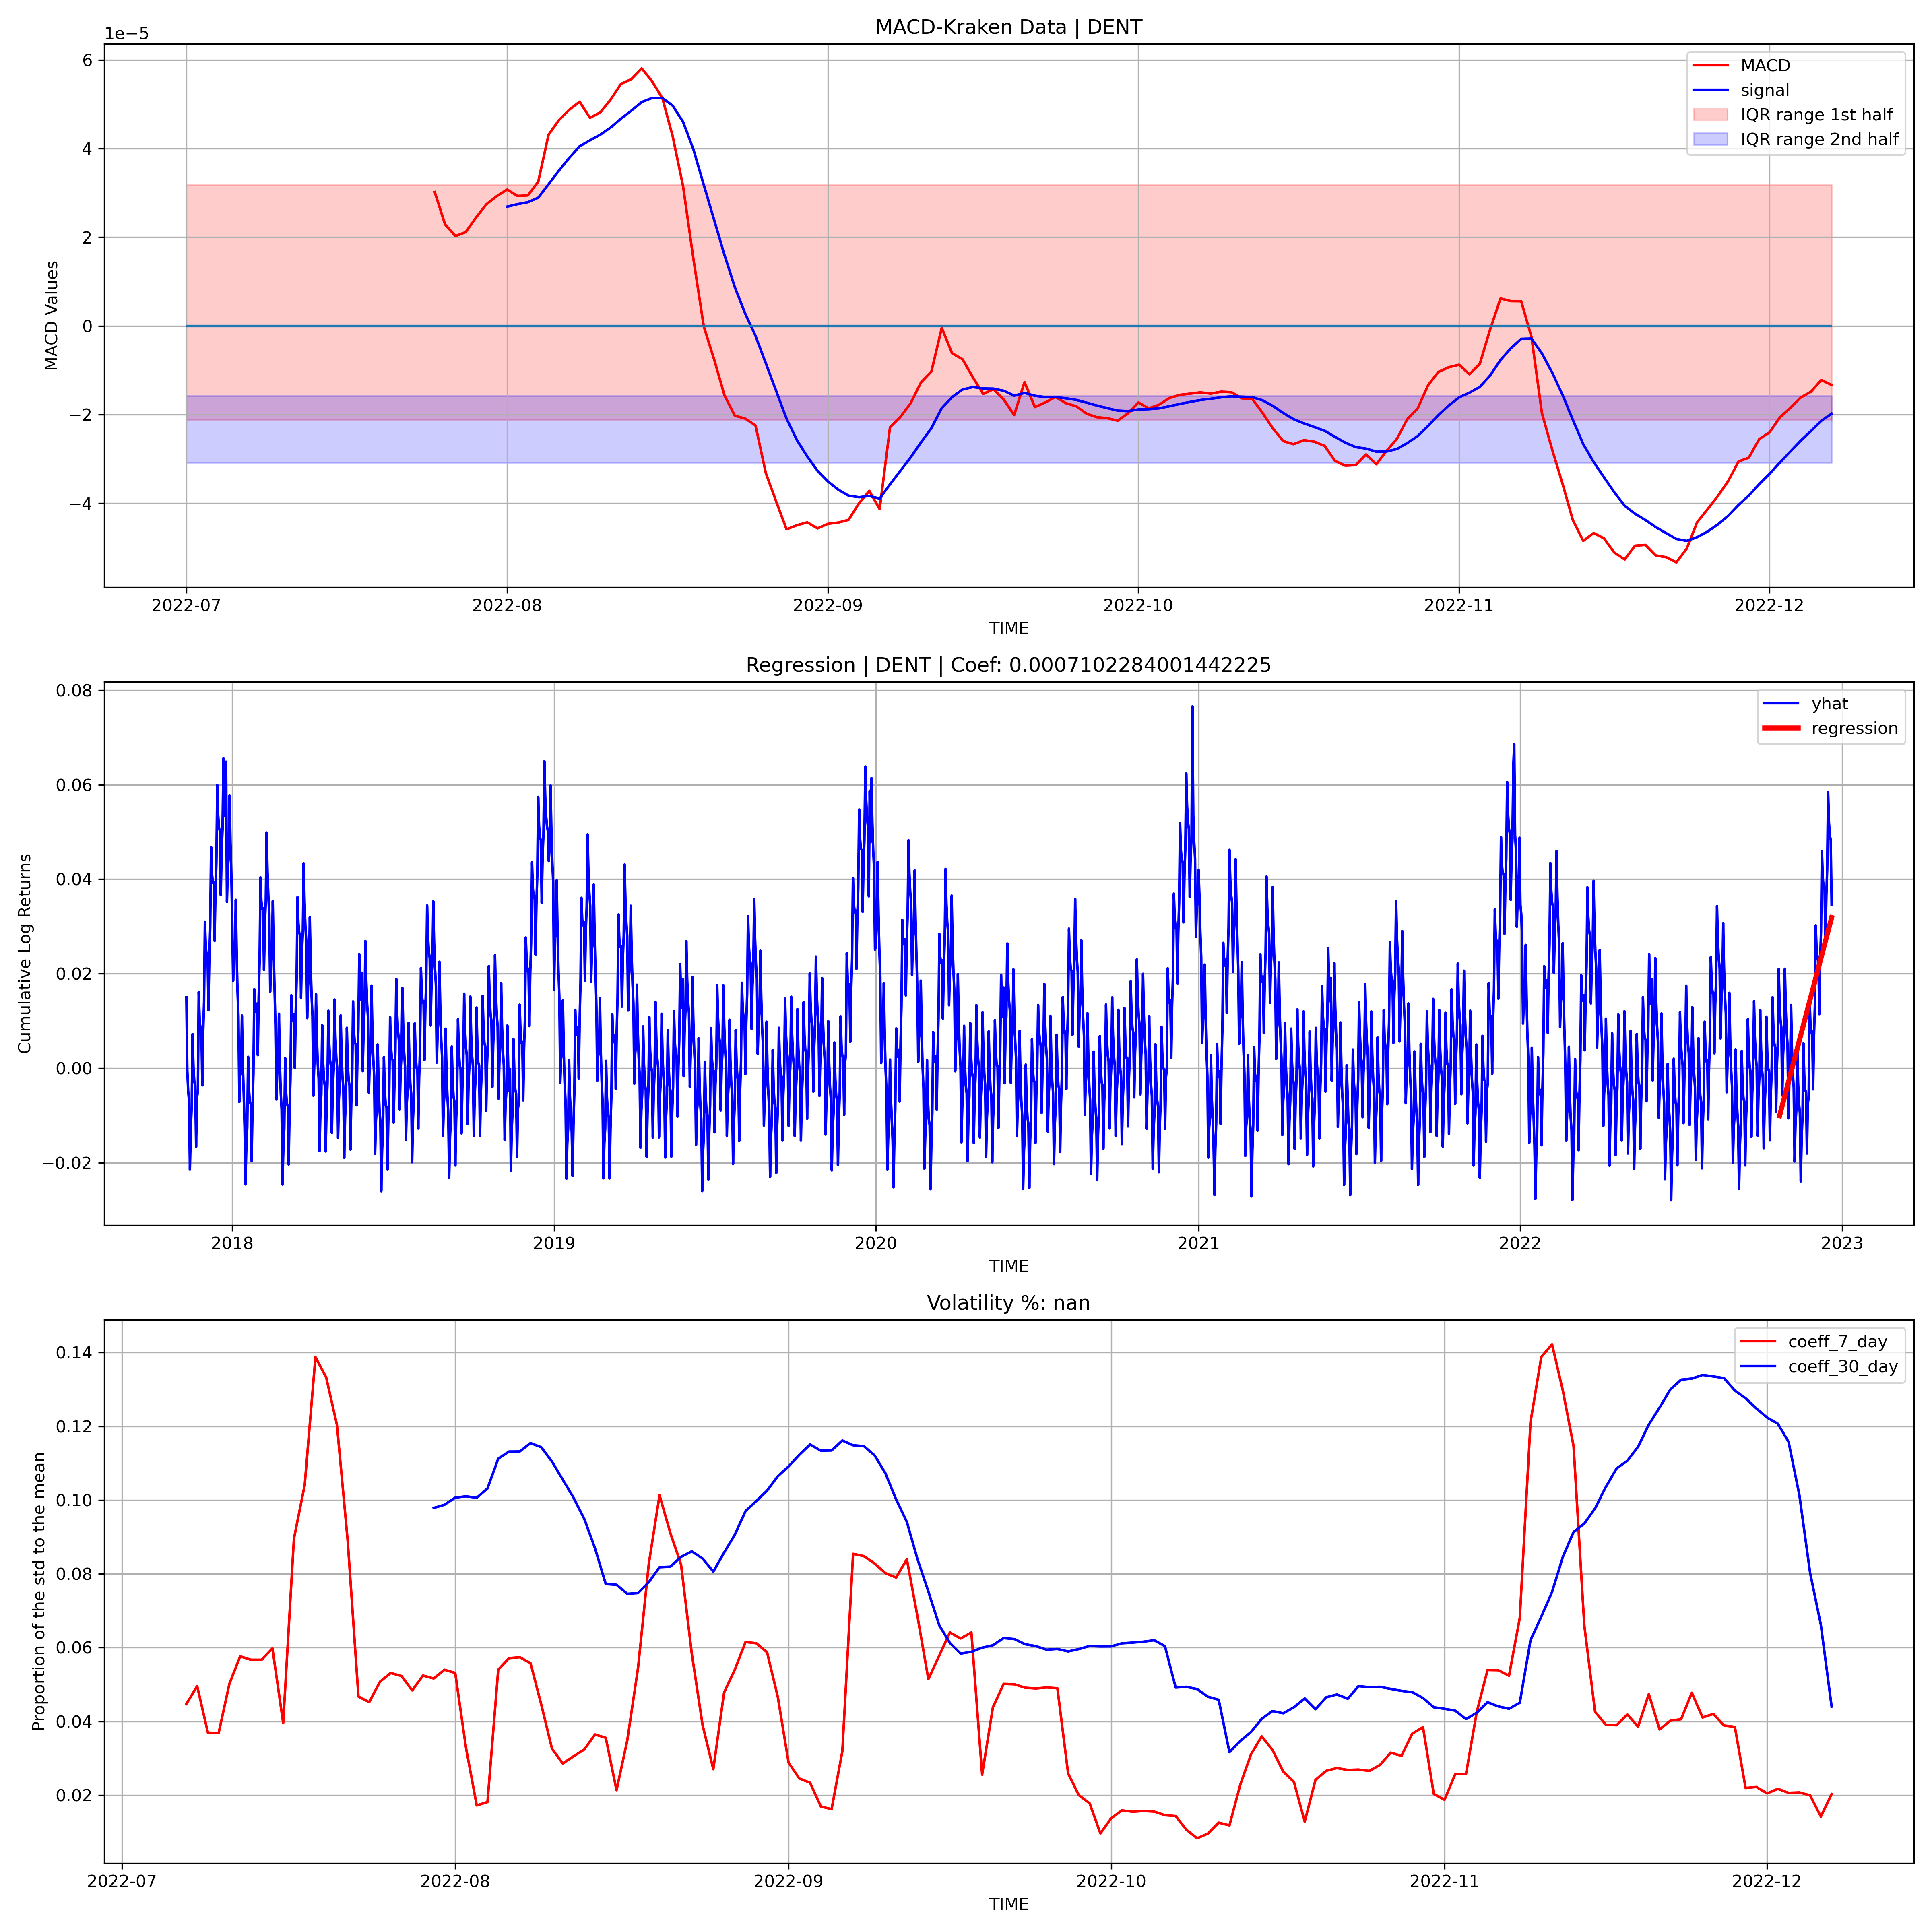 MACD-Kraken Data | DENT
1e−5
6
4
2
0
−2
−4
MACD Values
MACD
signal
IQR range 1st half
IQR range 2nd half
2022-07 2022-08 2022-09 2022-10 2022-11 2022-12
TIME
Regression | DENT | Coef: 0.0007102284001442225
0.08
0.06
0.04
0.02
0.00
−0.02
Cumulative Log Returns
yhat
regression
2018 2019 2020 2021 2022 2023
TIME
Volatility %: nan
0.14
0.12
0.10
0.08
0.06
0.04
0.02
Proportion of the std to the mean
coeff_7_day
coeff_30_day
2022-07 2022-08 2022-09 2022-10 2022-11 2022-12
TIME